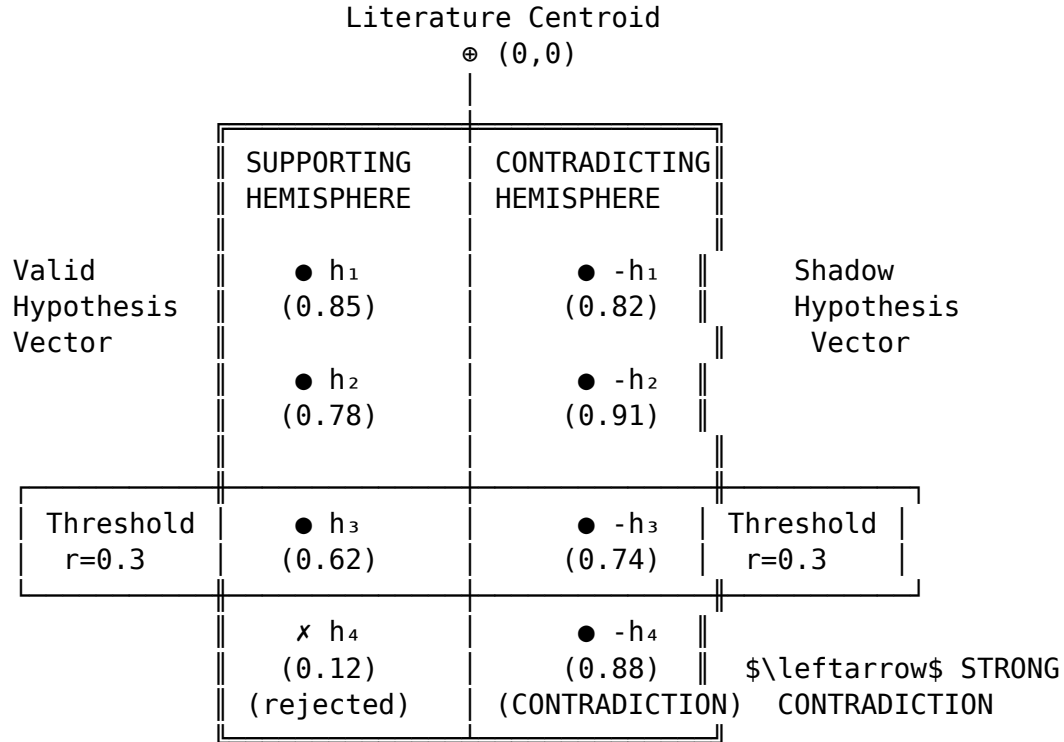 Literature Centroid
⊕ (0,0)
SUPPORTING CONTRADICTING
HEMISPHERE HEMISPHERE
Valid ● h₁ ● -h₁ Shadow
Hypothesis (0.85) (0.82) Hypothesis
Vector Vector
● h₂ ● -h₂
(0.78) (0.91)
Threshold ● h₃ ● -h₃ Threshold
r=0.3 (0.62) (0.74) r=0.3
✗ h₄ ● -h₄
(0.12) (0.88) $\leftarrow$ STRONG
(rejected) (CONTRADICTION) CONTRADICTION